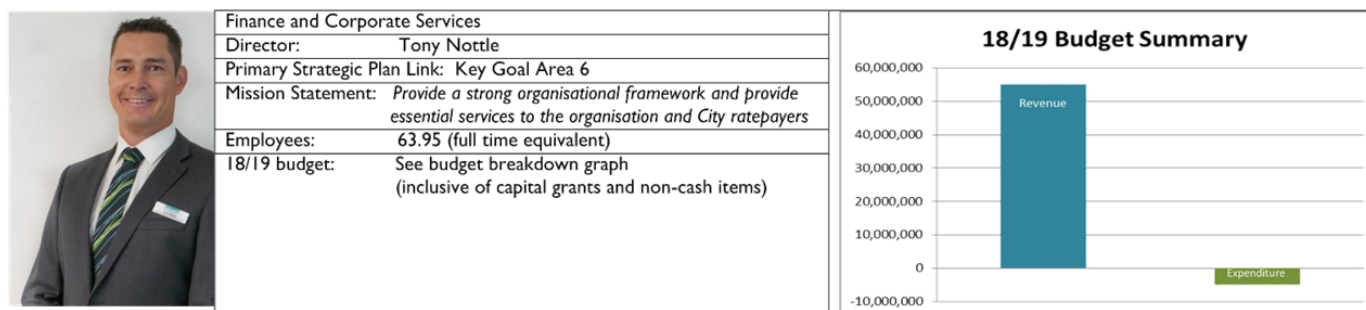 Finance and Corporate Services
Director: Tony Nottle
Primary Strategic Plan Link: Key Goal Area 6
Mission Statement: Provide a strong organisational framework and provide
essential services to the organisation and City ratepayers
Employees: 63.95 (full time equivalent)
18/19 budget: See budget breakdown graph
(inclusive of capital grants and non-cash items)
18/19 Budget Summary
60,000,000
50,000,000
Revenue
40,000,000
30,000,000
20,000,000
10,000,000
0
Expenditure
-10,000,000